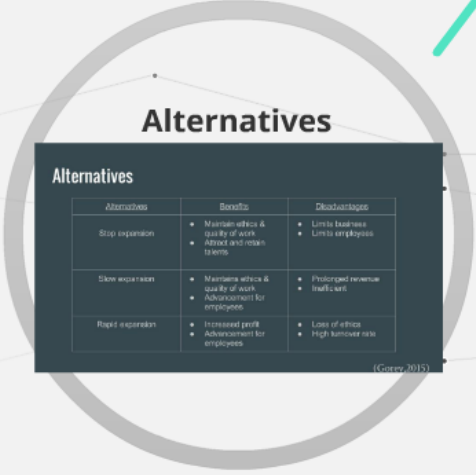 Alternatives
Alternatives
Alternatives Benefits Disadvantages
Stop expansion
● Maintain ethics &
quality of work
● Attract and retain
talents
● Limits business
● Limits employees
Slow expansion
● Maintains ethics &
quality of work
● Advancement for
employees
● Prolonged revenue
● Inefficient
Rapid expansion
● Increased profit
● Advancement for
employees
● Loss of ethics
● High turnover rate
(Gorey,2015)